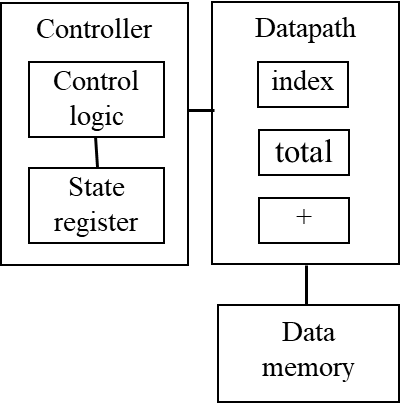 Controller
Control
logic
State
register
Datapath
index
total
+
Data
memory